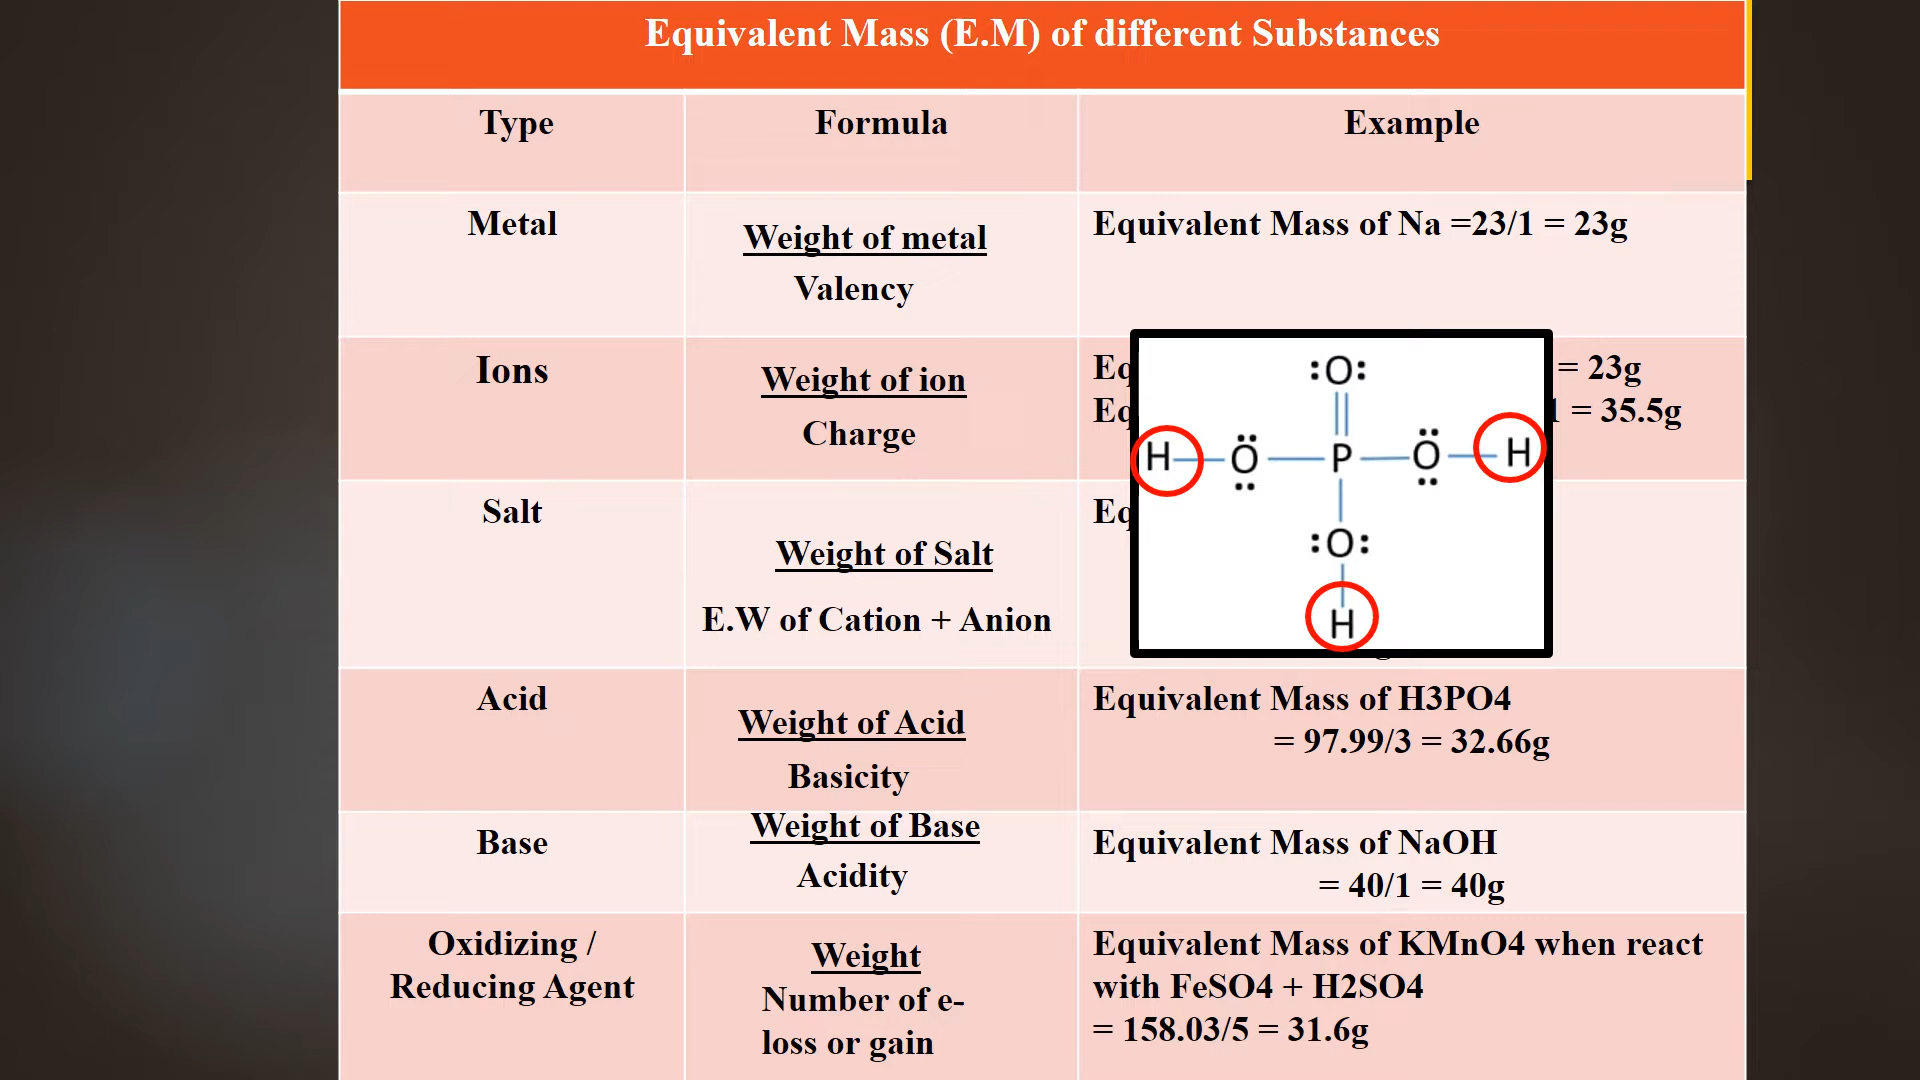 Equivalent Mass (E.M) of different Substances
Type Formula Example
Metal
Weight of metal
Valency
Equivalent Mass of Na =23/1 = 23g
Ions
Weight of ion
Charge
= 23g
= 35.5g
Salt
Weight of Salt
E.W of Cation + Anion
:O:
H O P O H
:O:
H
Acid
Weight of Acid
Basicity
Equivalent Mass of H3PO4
= 97.99/3 = 32.66g
Base
Weight of Base
Acidity
Equivalent Mass of NaOH
= 40/1 = 40g
Oxidizing /
Reducing Agent
Weight
Number of e-
loss or gain
Equivalent Mass of KMnO4 when react
with FeSO4 + H2SO4
= 158.03/5 = 31.6g